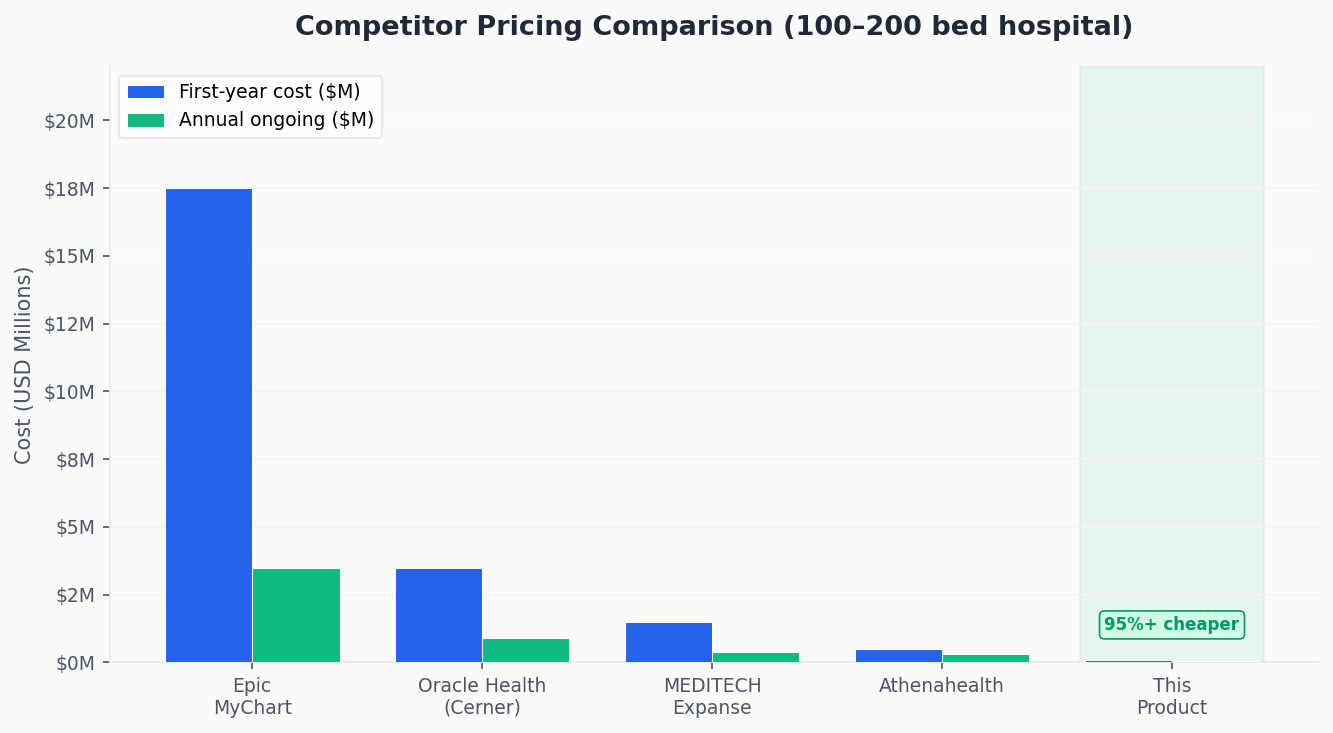 Competitor Pricing Comparison (100–200 bed hospital)
First-year cost ($M)
Annual ongoing ($M)
Cost (USD Millions)
$20M
$18M
$15M
$12M
$10M
$8M
$5M
$2M
$0M
95%+ cheaper
Epic
MyChart
Oracle Health
(Cerner)
MEDITECH
Expanse
Athenahealth
This
Product